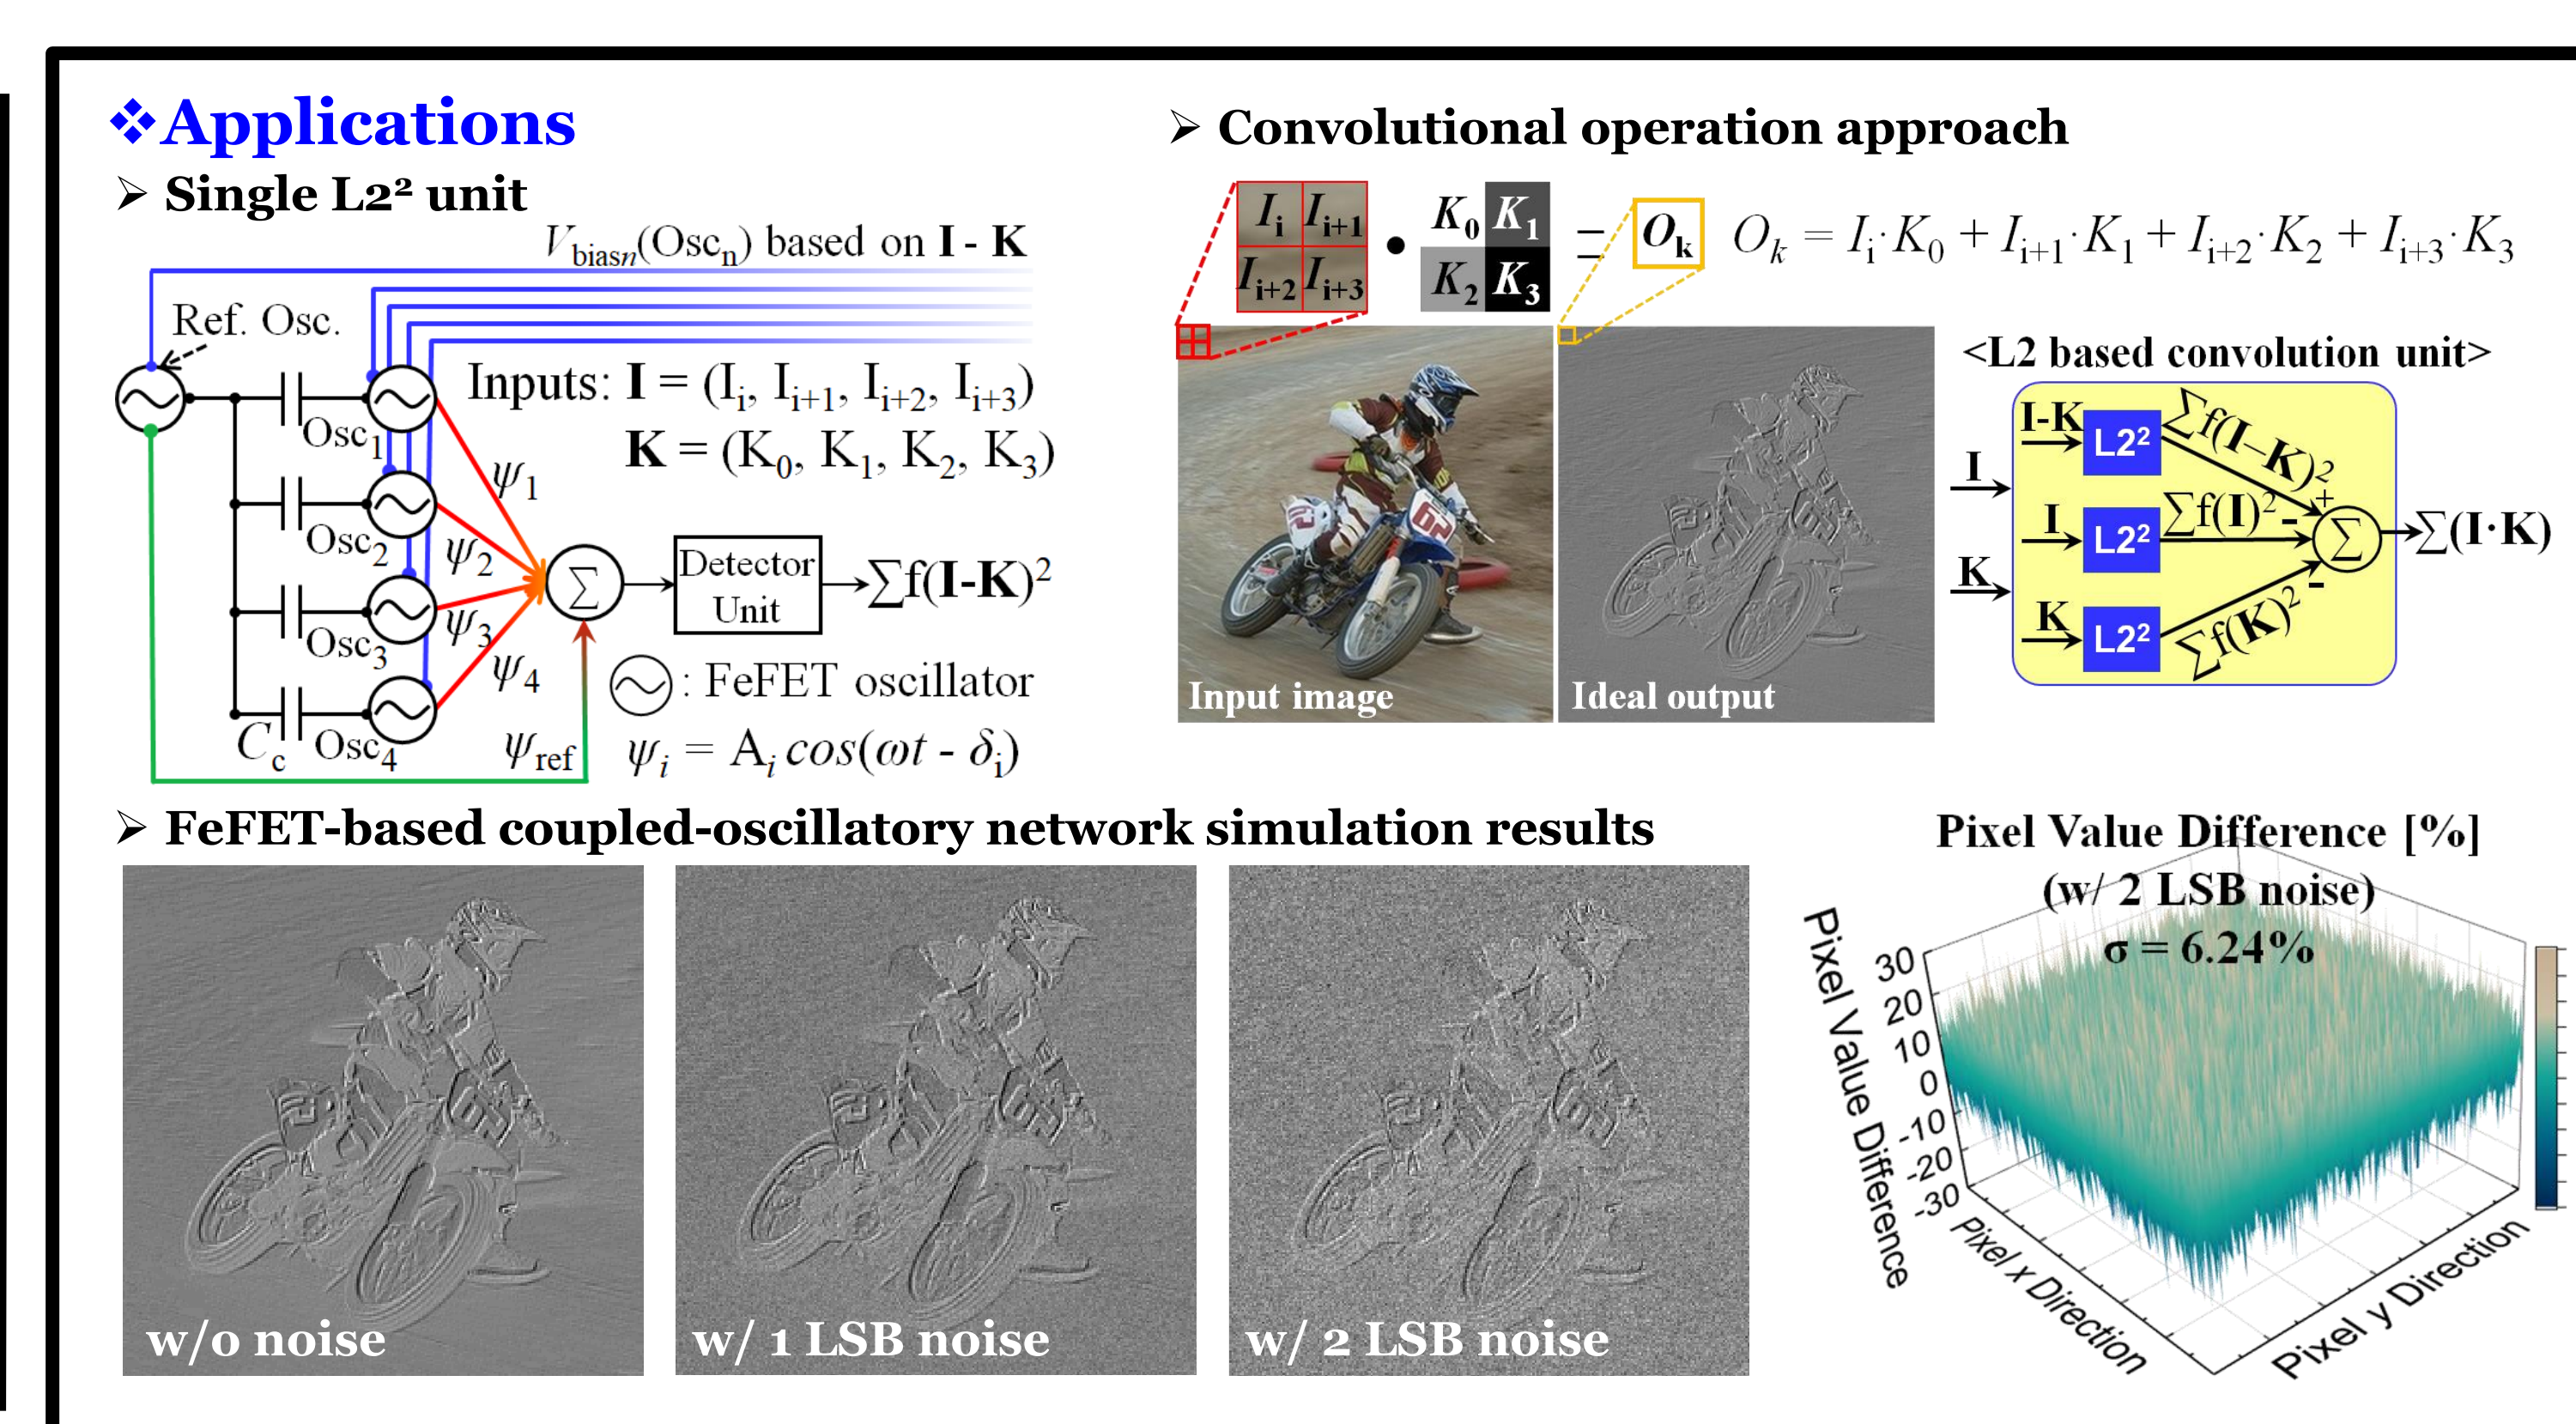 ❖Applications
➢ Single L2² unit
V_biasn(Osc_n) based on I - K
Ref. Osc.
Inputs: I = (I_i, I_i+1, I_i+2, I_i+3)
K = (K_0, K_1, K_2, K_3)
Osc_1
Osc_2
Osc_3
Osc_4
C_c
ψ_1
ψ_2
ψ_3
ψ_4
ψ_ref
∑
Detector
Unit
∑f(I-K)²
: FeFET oscillator
ψ_i = A_i cos(ωt - δ_i)
➢ Convolutional operation approach
I_i I_i+1
I_i+2 I_i+3
•
K_0 K_1
K_2 K_3
= O_k
O_k = I_i·K_0 + I_i+1·K_1 + I_i+2·K_2 + I_i+3·K_3
62
Input image
Ideal output
<L2 based convolution unit>
I
K
I-K L2² ∑f(I–K)² +
I L2² ∑f(I)² -
K L2² ∑f(K)² -
∑
∑(I·K)
➢ FeFET-based coupled-oscillatory network simulation results
w/o noise
w/ 1 LSB noise
w/ 2 LSB noise
Pixel Value Difference [%]
(w/ 2 LSB noise)
σ = 6.24%
Pixel Value Difference
30
20
10
0
-10
-20
-30
Pixel x Direction
Pixel y Direction